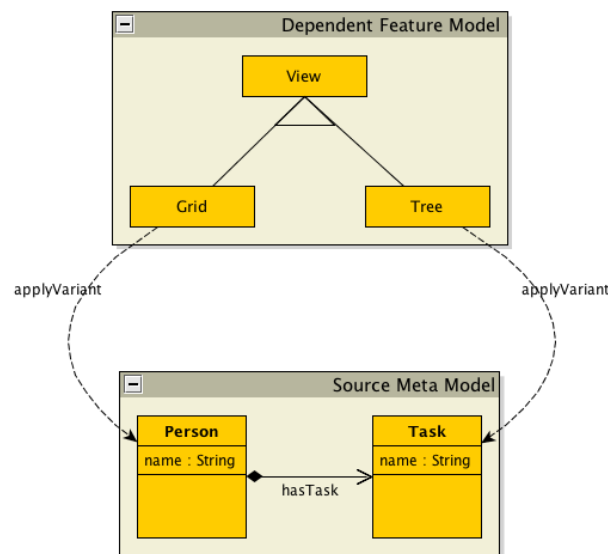 Dependent Feature Model
View
Grid
Tree
applyVariant
applyVariant
Source Meta Model
Person
Task
name : String
name : String
hasTask